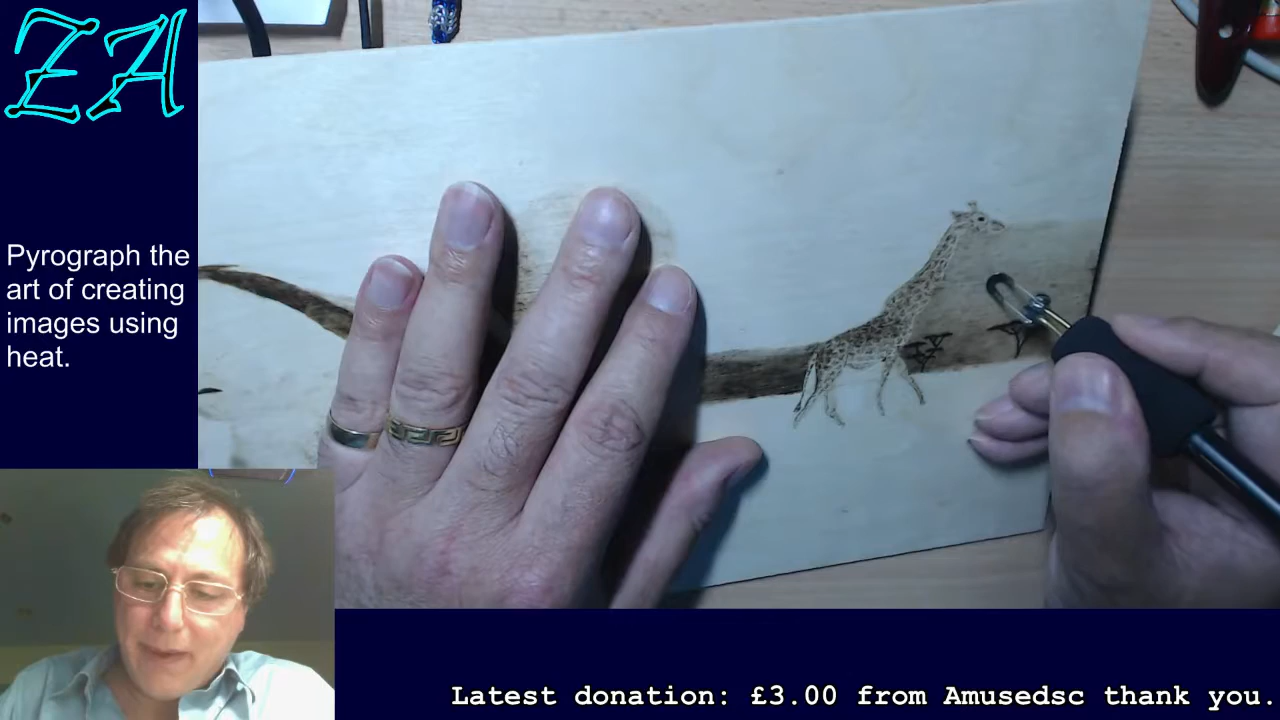 ZA
Pyrograph the
art of creating
images using
heat.
Latest donation: £3.00 from Amusedsc thank you.